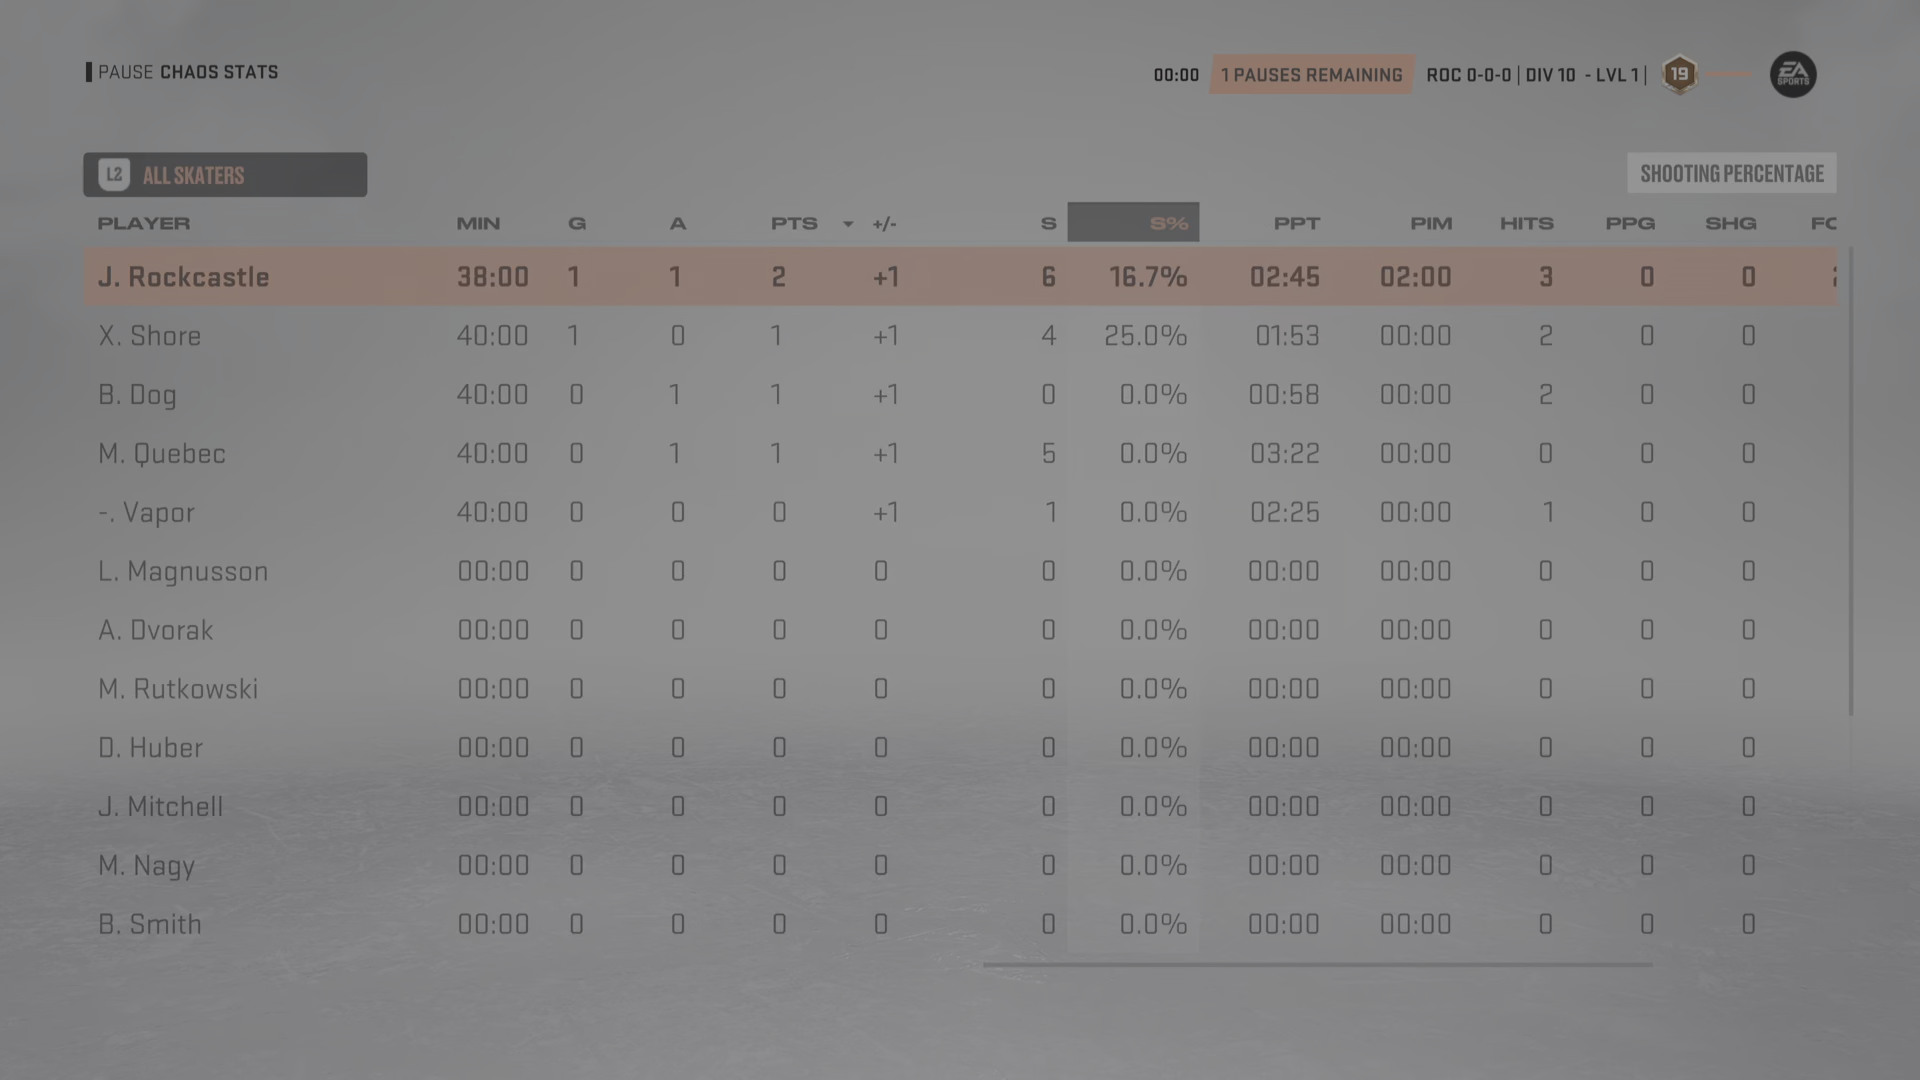 PAUSE CHAOS STATS
00:00 1 PAUSES REMAINING ROC 0-0-0 | DIV 10 - LVL 1 | 19 EA SPORTS
L2 ALL SKATERS
SHOOTING PERCENTAGE
PLAYER MIN G A PTS +/- S S% PPT PIM HITS PPG SHG
J. Rockcastle 38:00 1 1 2 +1 6 16.7% 02:45 02:00 3 0 0
X. Shore 40:00 1 0 1 +1 4 25.0% 01:53 00:00 2 0 0
B. Dog 40:00 0 1 1 +1 0 0.0% 00:58 00:00 2 0 0
M. Quebec 40:00 0 1 1 +1 5 0.0% 03:22 00:00 0 0 0
-. Vapor 40:00 0 0 0 +1 1 0.0% 02:25 00:00 1 0 0
L. Magnusson 00:00 0 0 0 0 0 0.0% 00:00 00:00 0 0 0
A. Dvorak 00:00 0 0 0 0 0 0.0% 00:00 00:00 0 0 0
M. Rutkowski 00:00 0 0 0 0 0 0.0% 00:00 00:00 0 0 0
D. Huber 00:00 0 0 0 0 0 0.0% 00:00 00:00 0 0 0
J. Mitchell 00:00 0 0 0 0 0 0.0% 00:00 00:00 0 0 0
M. Nagy 00:00 0 0 0 0 0 0.0% 00:00 00:00 0 0 0
B. Smith 00:00 0 0 0 0 0 0.0% 00:00 00:00 0 0 0